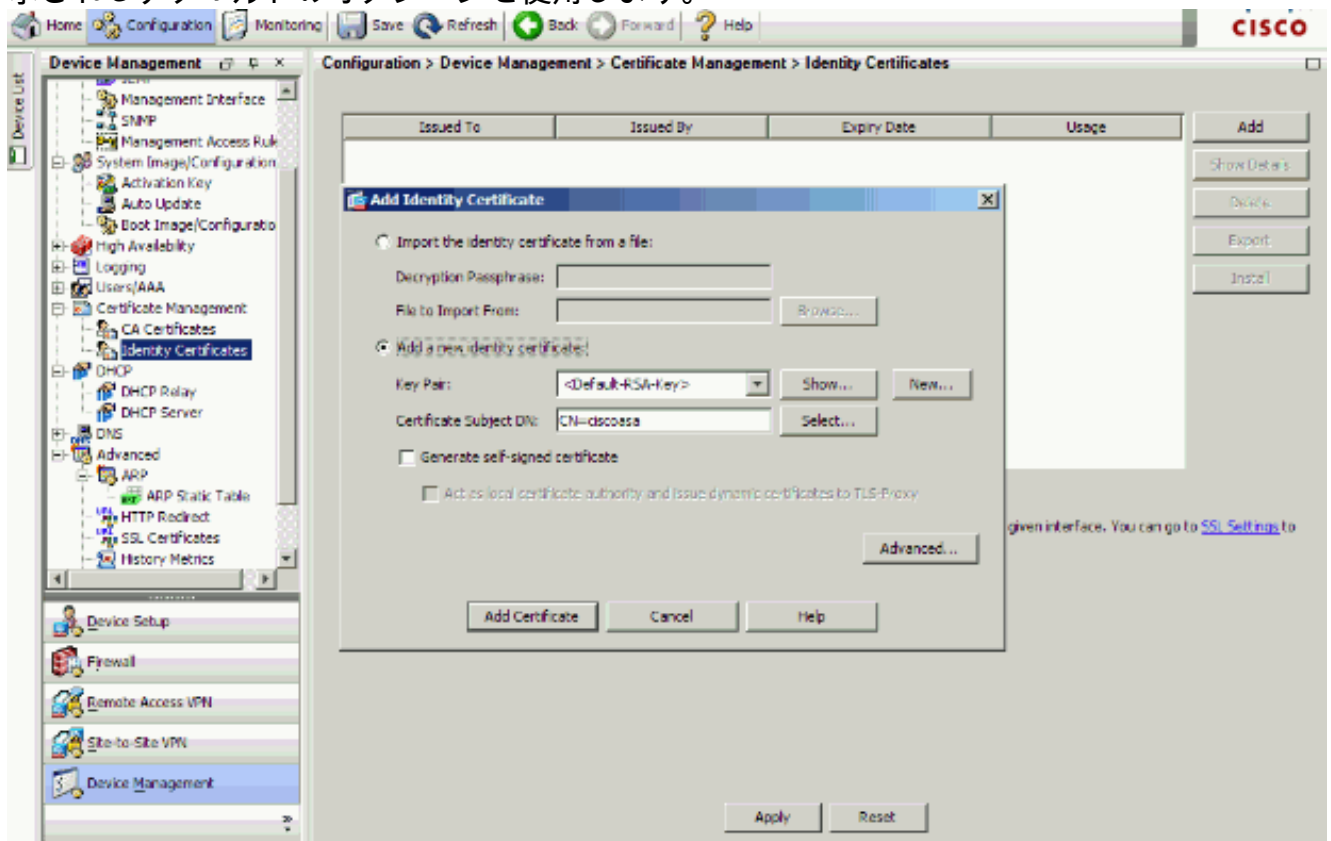 Home Configuration Monitoring Save Refresh Back Forward Help
CISCO
Device List
Device Management
Management Interface
SNMP
Management Access Rule
System Image/Configuration
Activation Key
Auto Update
Boot Image/Configuratio
High Availability
Logging
Users/AAA
Certificate Management
CA Certificates
Identity Certificates
DHCP
DHCP Relay
DHCP Server
DNS
Advanced
ARP
ARP Static Table
HTTP Redirect
SSL Certificates
History Metrics
Device Setup
Firewall
Remote Access VPN
Site-to-Site VPN
Device Management
Configuration > Device Management > Certificate Management > Identity Certificates
Issued To Issued By Expiry Date Usage
Add
Show Details
Delete
Export
Install
Add Identity Certificate
Import the identity certificate from a file:
Decryption Passphrase:
File to Import From: Browse...
Add a new identity certificate:
Key Pair: <Default-RSA-Key> Show... New...
Certificate Subject DN: CN=ciscoasa Select...
Generate self-signed certificate
Act as local certificate authority and issue dynamic certificates to TLS-Proxy
Advanced...
Add Certificate Cancel Help
given interface. You can go to SSL Settings to
Apply Reset